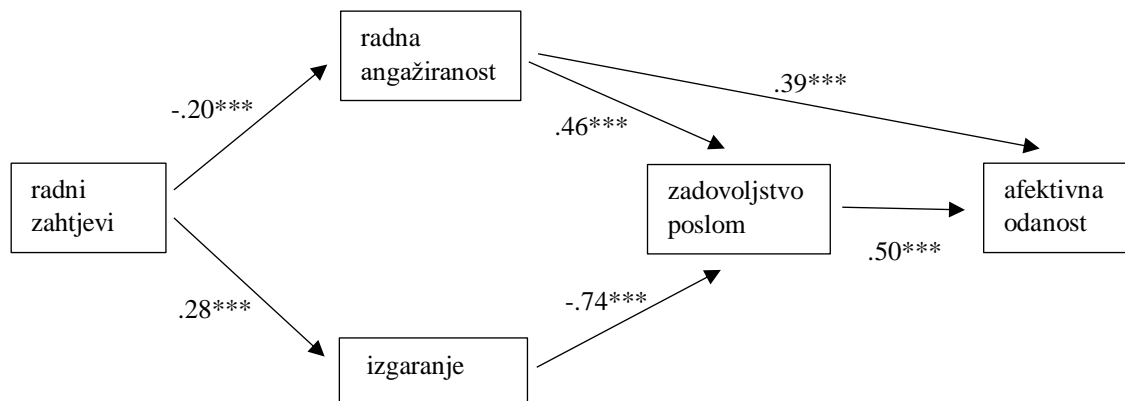 radna
angažiranost
-.20***
.39***
.46***
radni
zahtjevi
zadovoljstvo
poslom
afektivna
odanost
.50***
.28***
-.74***
izgaranje